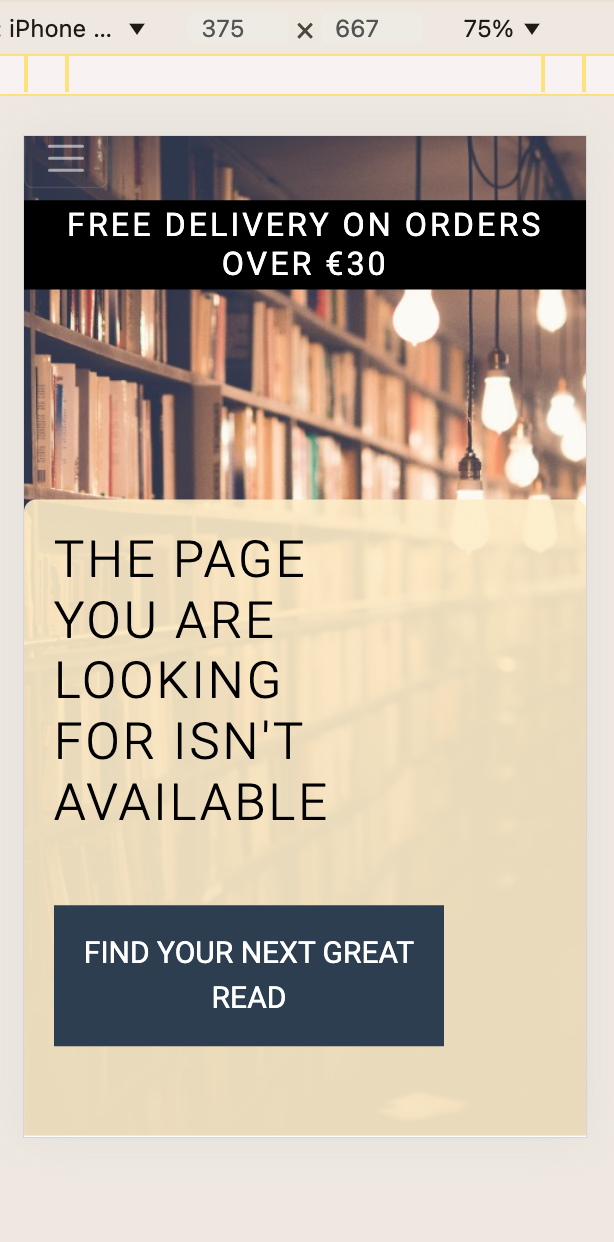 : iPhone ... ▼ 375 × 667 75% ▼
FREE DELIVERY ON ORDERS
OVER €30
THE PAGE
YOU ARE
LOOKING
FOR ISN'T
AVAILABLE
FIND YOUR NEXT GREAT
READ